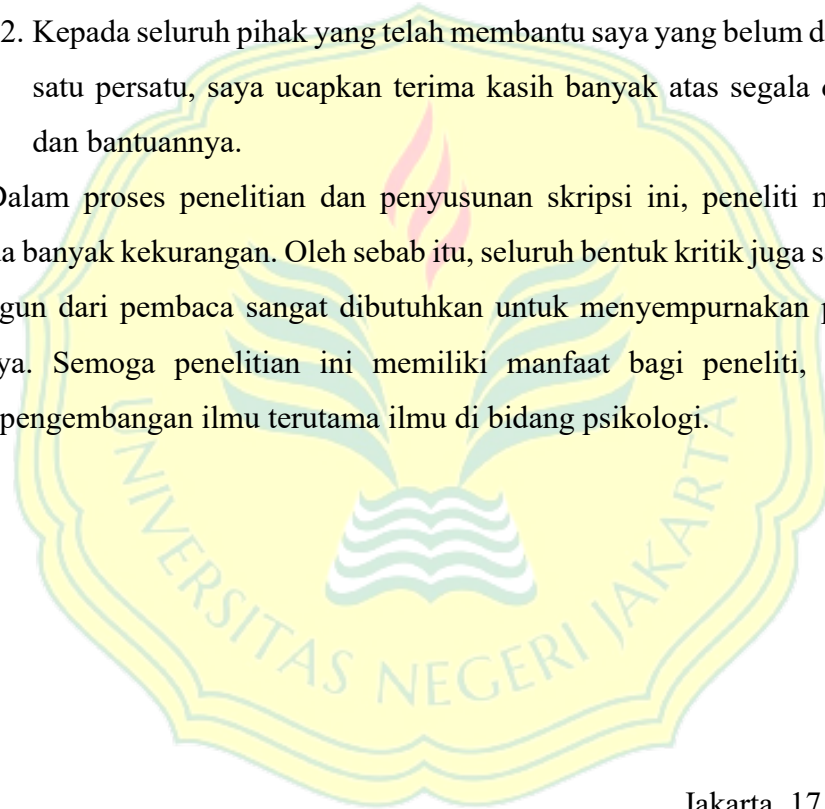 2. Kepada seluruh pihak yang telah membantu saya yang belum
satu persatu, saya ucapkan terima kasih banyak atas segala
dan bantuannya.
Dalam proses penelitian dan penyusunan skripsi ini, peneliti
banyak kekurangan. Oleh sebab itu, seluruh bentuk kritik juga
dari pembaca sangat dibutuhkan untuk menyempurnakan
Semoga penelitian ini memiliki manfaat bagi peneliti,
pengembangan ilmu terutama ilmu di bidang psikologi.
UNIVERSITAS NEGERI JAKARTA
Jakarta, 17